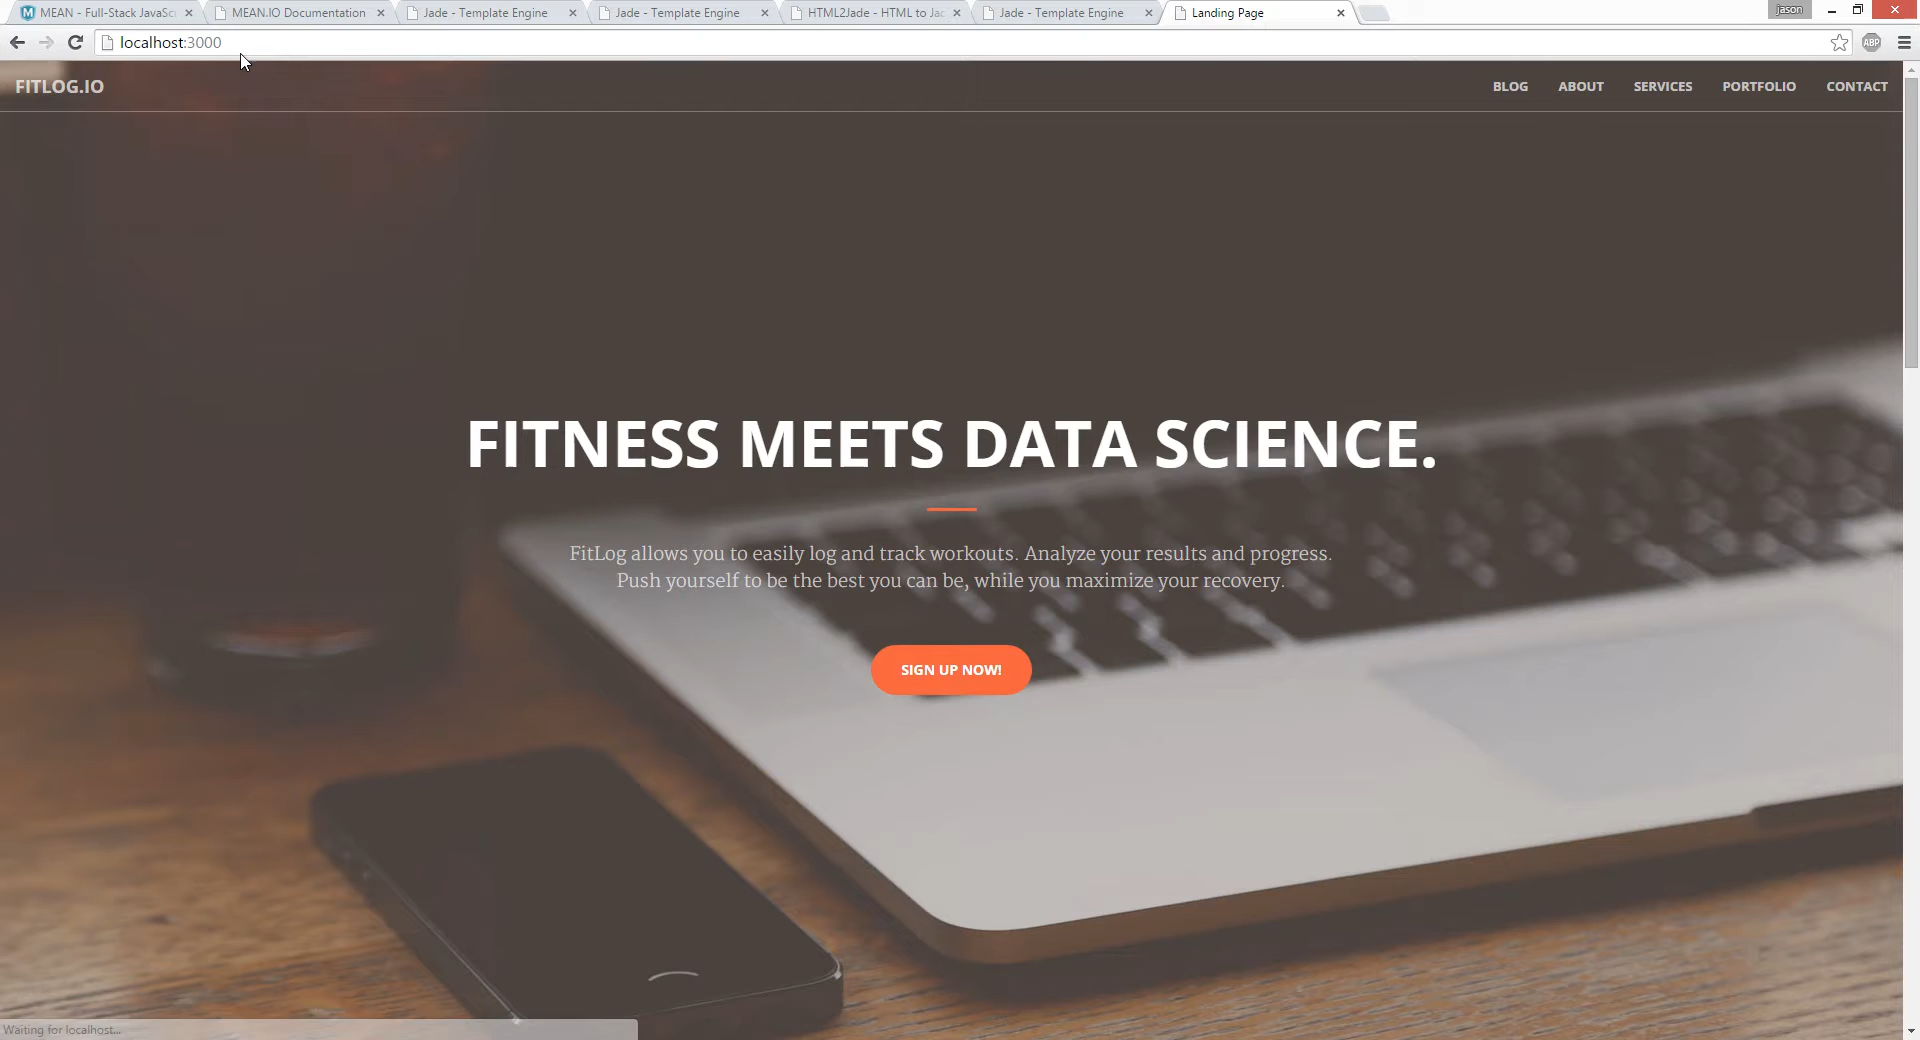 MEAN - Full-Stack JavaSc
MEAN.IO Documentation
Jade - Template Engine
Jade - Template Engine
HTML2Jade - HTML to Jac
Jade - Template Engine
Landing Page
jason
localhost:3000
ABP
FITLOG.IO
BLOG
ABOUT
SERVICES
PORTFOLIO
CONTACT
FITNESS MEETS DATA SCIENCE.
FitLog allows you to easily log and track workouts. Analyze your results and progress.
Push yourself to be the best you can be, while you maximize your recovery.
SIGN UP NOW!
Waiting for localhost...